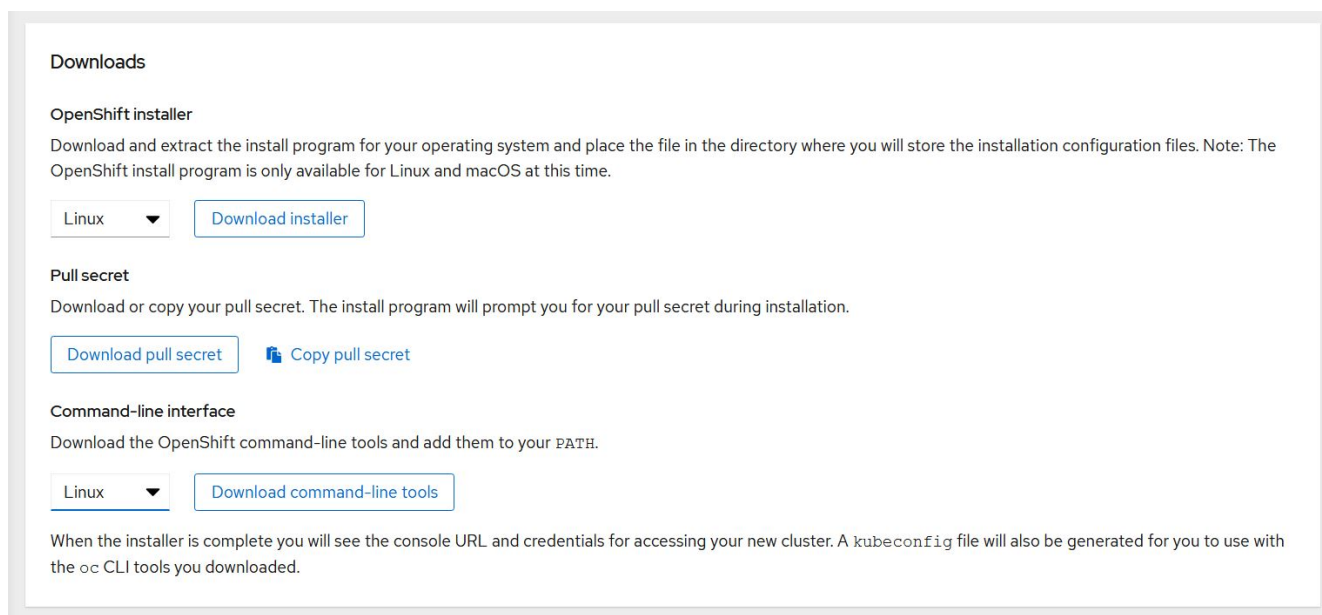 Downloads
OpenShift installer
Download and extract the install program for your operating system and place the file in the directory where you will store the installation configuration files. Note: The
OpenShift install program is only available for Linux and macOS at this time.
Linux
Download installer
Pull secret
Download or copy your pull secret. The install program will prompt you for your pull secret during installation.
Download pull secret
Copy pull secret
Command-line interface
Download the OpenShift command-line tools and add them to your PATH.
Linux
Download command-line tools
When the installer is complete you will see the console URL and credentials for accessing your new cluster. A kubeconfig file will also be generated for you to use with
the oc CLI tools you downloaded.